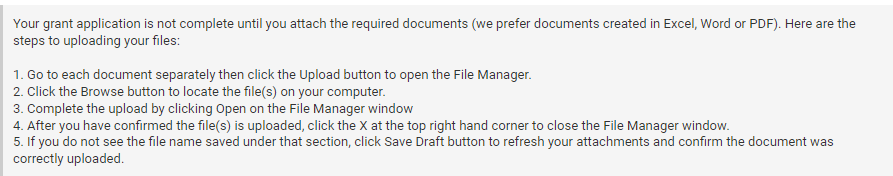 Your grant application is not complete until you attach the required documents (we prefer documents created in Excel, Word or PDF). Here are the
steps to uploading your files:
1. Go to each document separately then click the Upload button to open the File Manager.
2. Click the Browse button to locate the file(s) on your computer.
3. Complete the upload by clicking Open on the File Manager window
4. After you have confirmed the file(s) is uploaded, click the X at the top right hand corner to close the File Manager window.
5. If you do not see the file name saved under that section, click Save Draft button to refresh your attachments and confirm the document was
correctly uploaded.